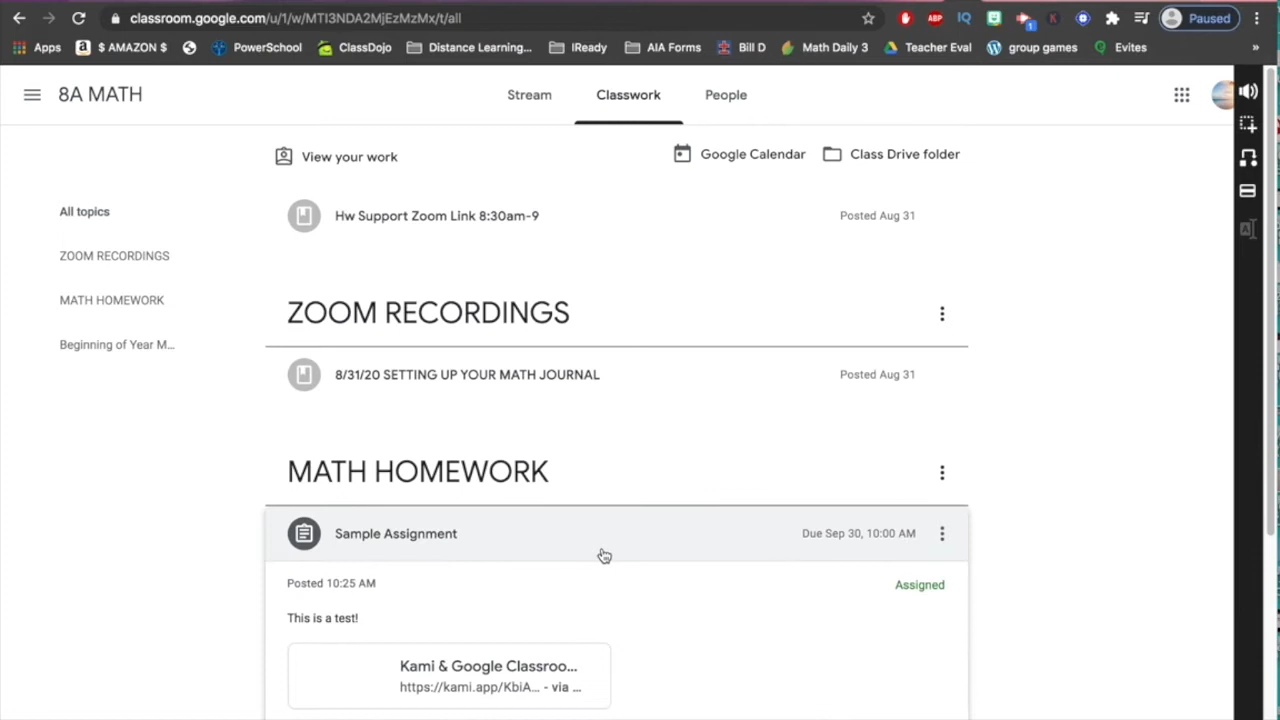 classroom.google.com/u/1/w/MTI3NDA2MjEzMzMx/t/all
ABP
IQ
1
K
Paused
Apps
a $ AMAZON $
PowerSchool
ClassDojo
Distance Learning...
IReady
AIA Forms
Bill D
Math Daily 3
Teacher Eval
group games
Evites
»
8A MATH
Stream
Classwork
People
View your work
Google Calendar
Class Drive folder
All topics
ZOOM RECORDINGS
MATH HOMEWORK
Beginning of Year M...
Hw Support Zoom Link 8:30am-9
Posted Aug 31
ZOOM RECORDINGS
8/31/20 SETTING UP YOUR MATH JOURNAL
Posted Aug 31
MATH HOMEWORK
Sample Assignment
Due Sep 30, 10:00 AM
Posted 10:25 AM
Assigned
This is a test!
Kami & Google Classroo...
https://kami.app/KbiA... - via ...